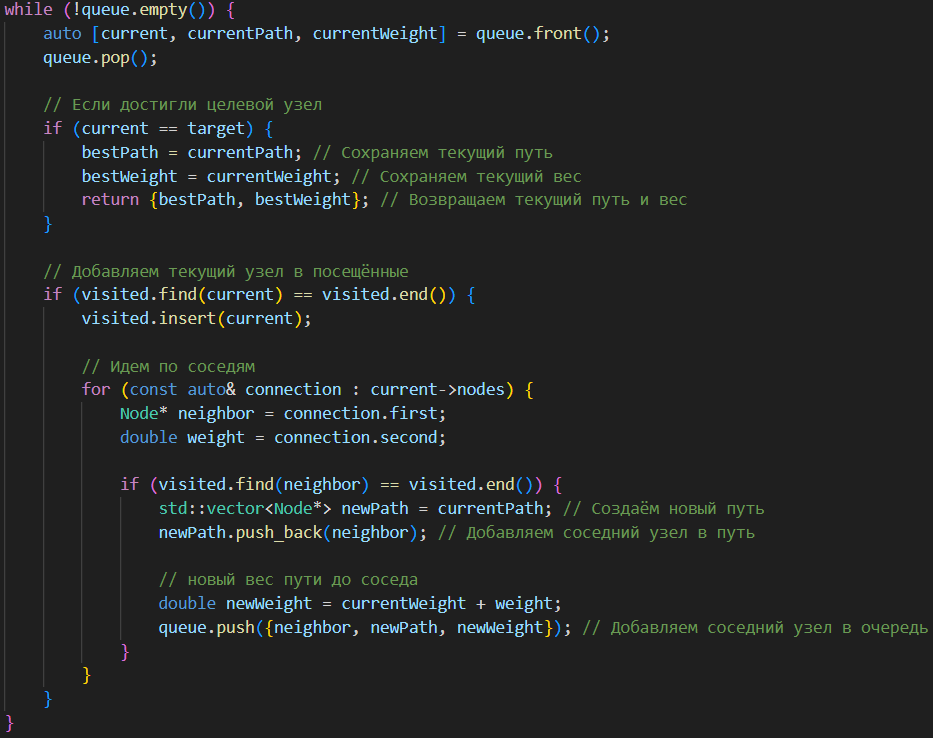 while (!queue.empty()) {
    auto [current, currentPath, currentWeight] = queue.front();
    queue.pop();

    // Если достигли целевой узел
    if (current == target) {
        bestPath = currentPath; // Сохраняем текущий путь
        bestWeight = currentWeight; // Сохраняем текущий вес
        return {bestPath, bestWeight}; // Возвращаем текущий путь и вес
    }

    // Добавляем текущий узел в посещённые
    if (visited.find(current) == visited.end()) {
        visited.insert(current);

        // Идем по соседям
        for (const auto& connection : current->nodes) {
            Node* neighbor = connection.first;
            double weight = connection.second;

            if (visited.find(neighbor) == visited.end()) {
                std::vector<Node*> newPath = currentPath; // Создаём новый путь
                newPath.push_back(neighbor); // Добавляем соседний узел в путь

                // новый вес пути до соседа
                double newWeight = currentWeight + weight;
                queue.push({neighbor, newPath, newWeight}); // Добавляем соседний узел в очередь
            }
        }
    }
}